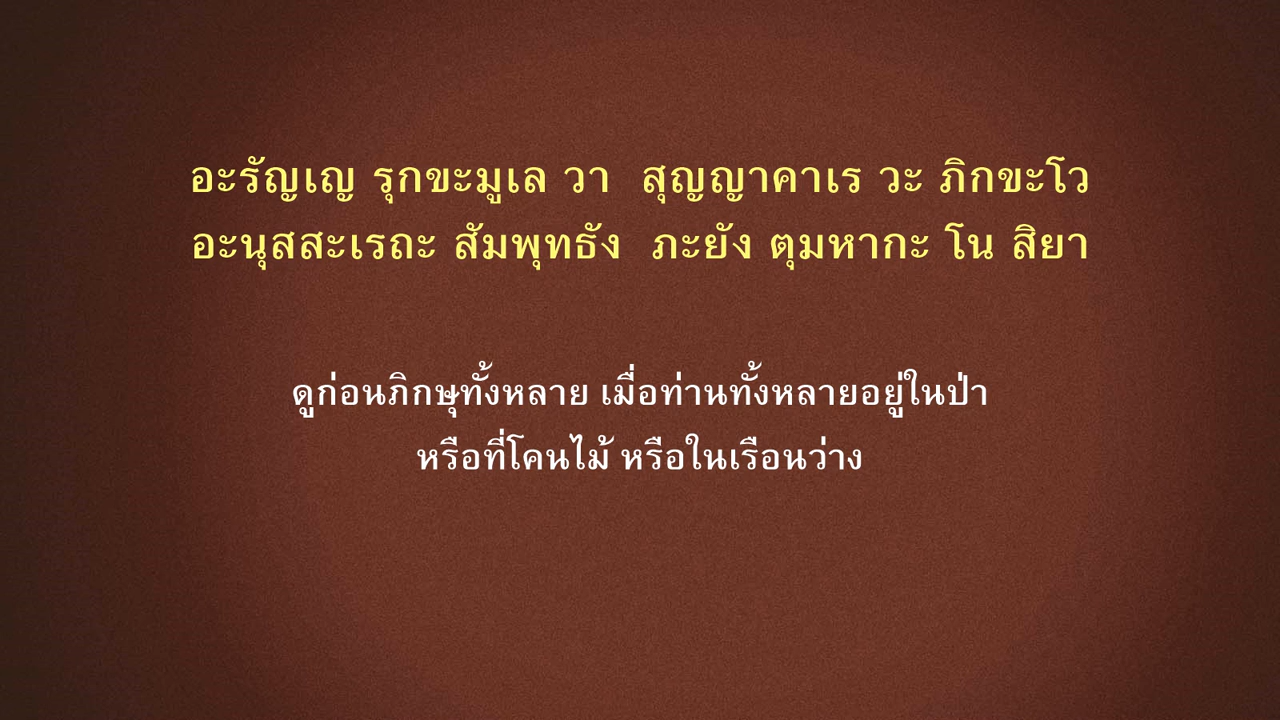 อะรัญเญ รุกขะมูเล วา สุญญาคาเร วะ ภิกขะโว
อะนุสสะเรถะ สัมพุทธัง ภะยัง ตุมหากะ โน สิยา
ดูก่อนภิกษุทั้งหลาย เมื่อท่านทั้งหลายอยู่ในป่า
หรือที่โคนไม้ หรือในเรือนว่าง